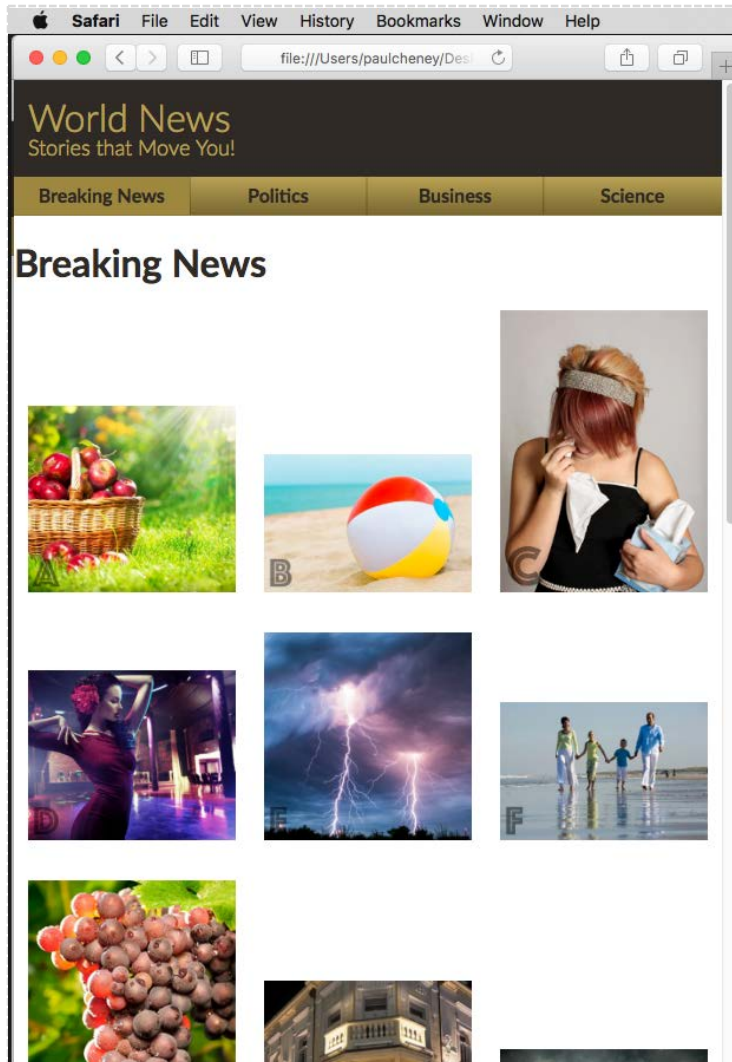 Safari File Edit View History Bookmarks Window Help
file:///Users/paulcheney/Des
World News
Stories that Move You!
Breaking News Politics Business Science
Breaking News
A B C
D E F